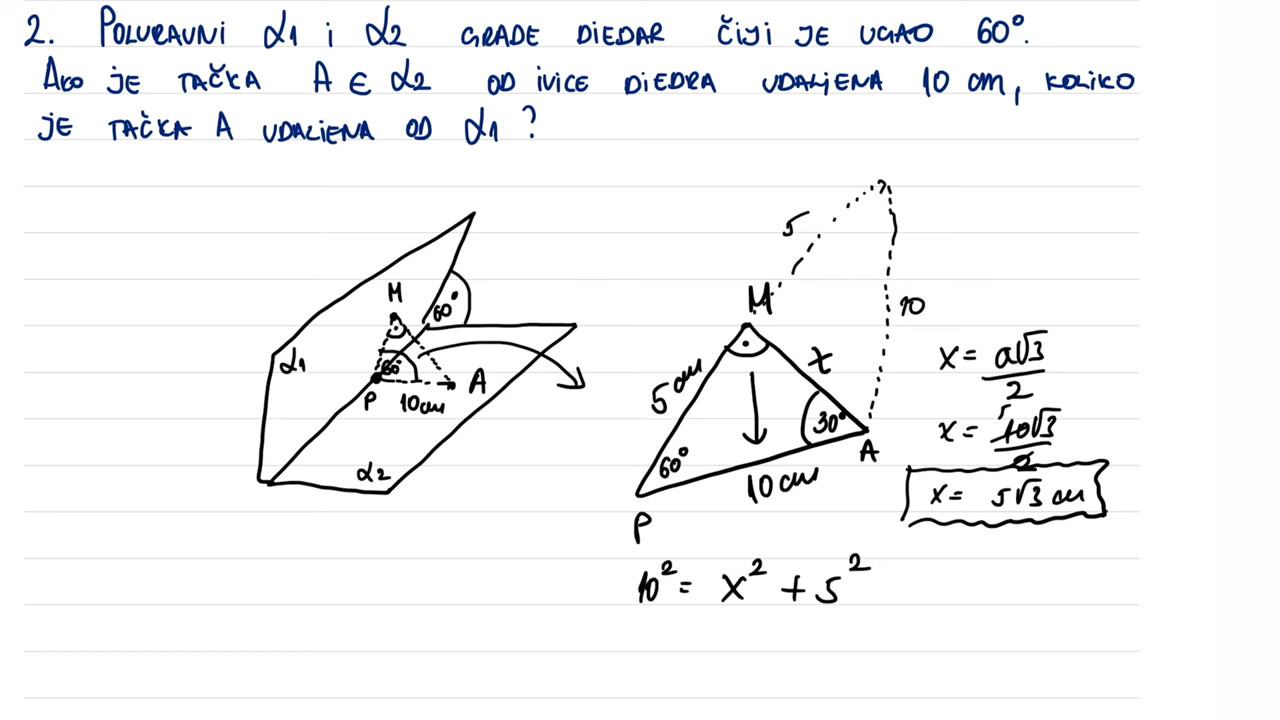 2. POLURAVNI α1 i α2 GRADE DIEDAR ČIJI JE UGAO 60°.
AKO JE TAČKA A ∈ α2 OD IVICE DIEDRA UDALJENA 10 cm, KOLIKO
JE TAČKA A UDALJENA OD α1 ?
M
60°
α1
60°
P
10cm
A
α2
5
10
M
5 cm
x
60°
30°
A
10 cm
P
x = a√3/2
x = 10√3/2
5
x = 5√3 cm
10² = x² + 5²